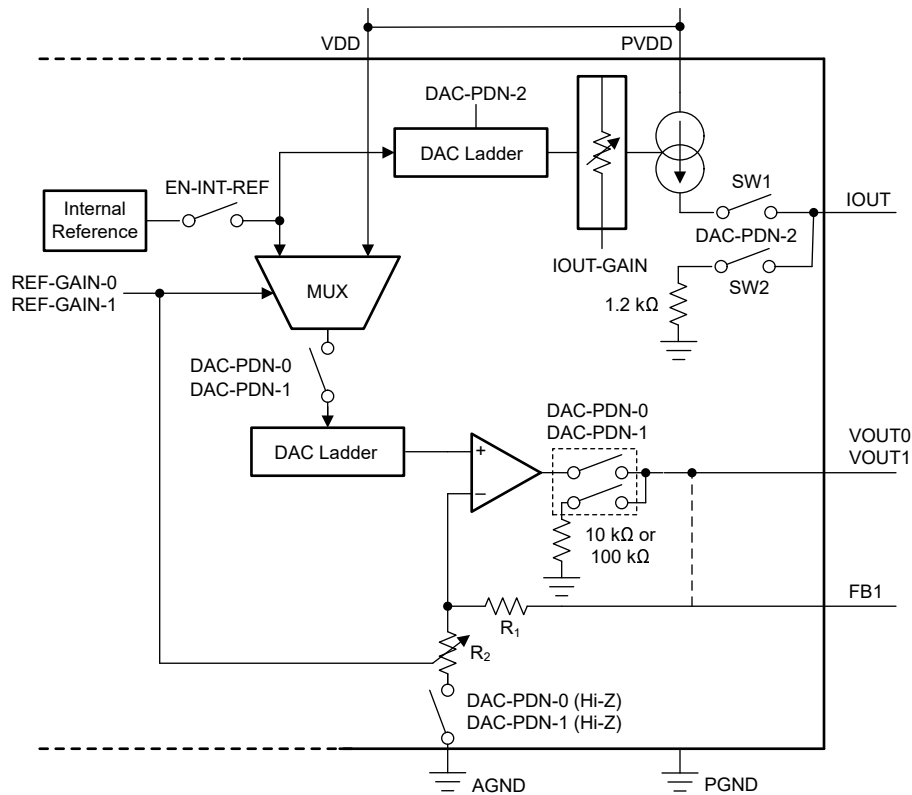 VDD
PVDD
DAC-PDN-2
DAC Ladder
EN-INT-REF
Internal
Reference
SW1
IOUT
DAC-PDN-2
SW2
IOUT-GAIN
1.2 kΩ
REF-GAIN-0
REF-GAIN-1
MUX
DAC-PDN-0
DAC-PDN-1
DAC Ladder
+
−
DAC-PDN-0
DAC-PDN-1
VOUT0
VOUT1
10 kΩ or
100 kΩ
FB1
R₁
R₂
DAC-PDN-0 (Hi-Z)
DAC-PDN-1 (Hi-Z)
AGND
PGND